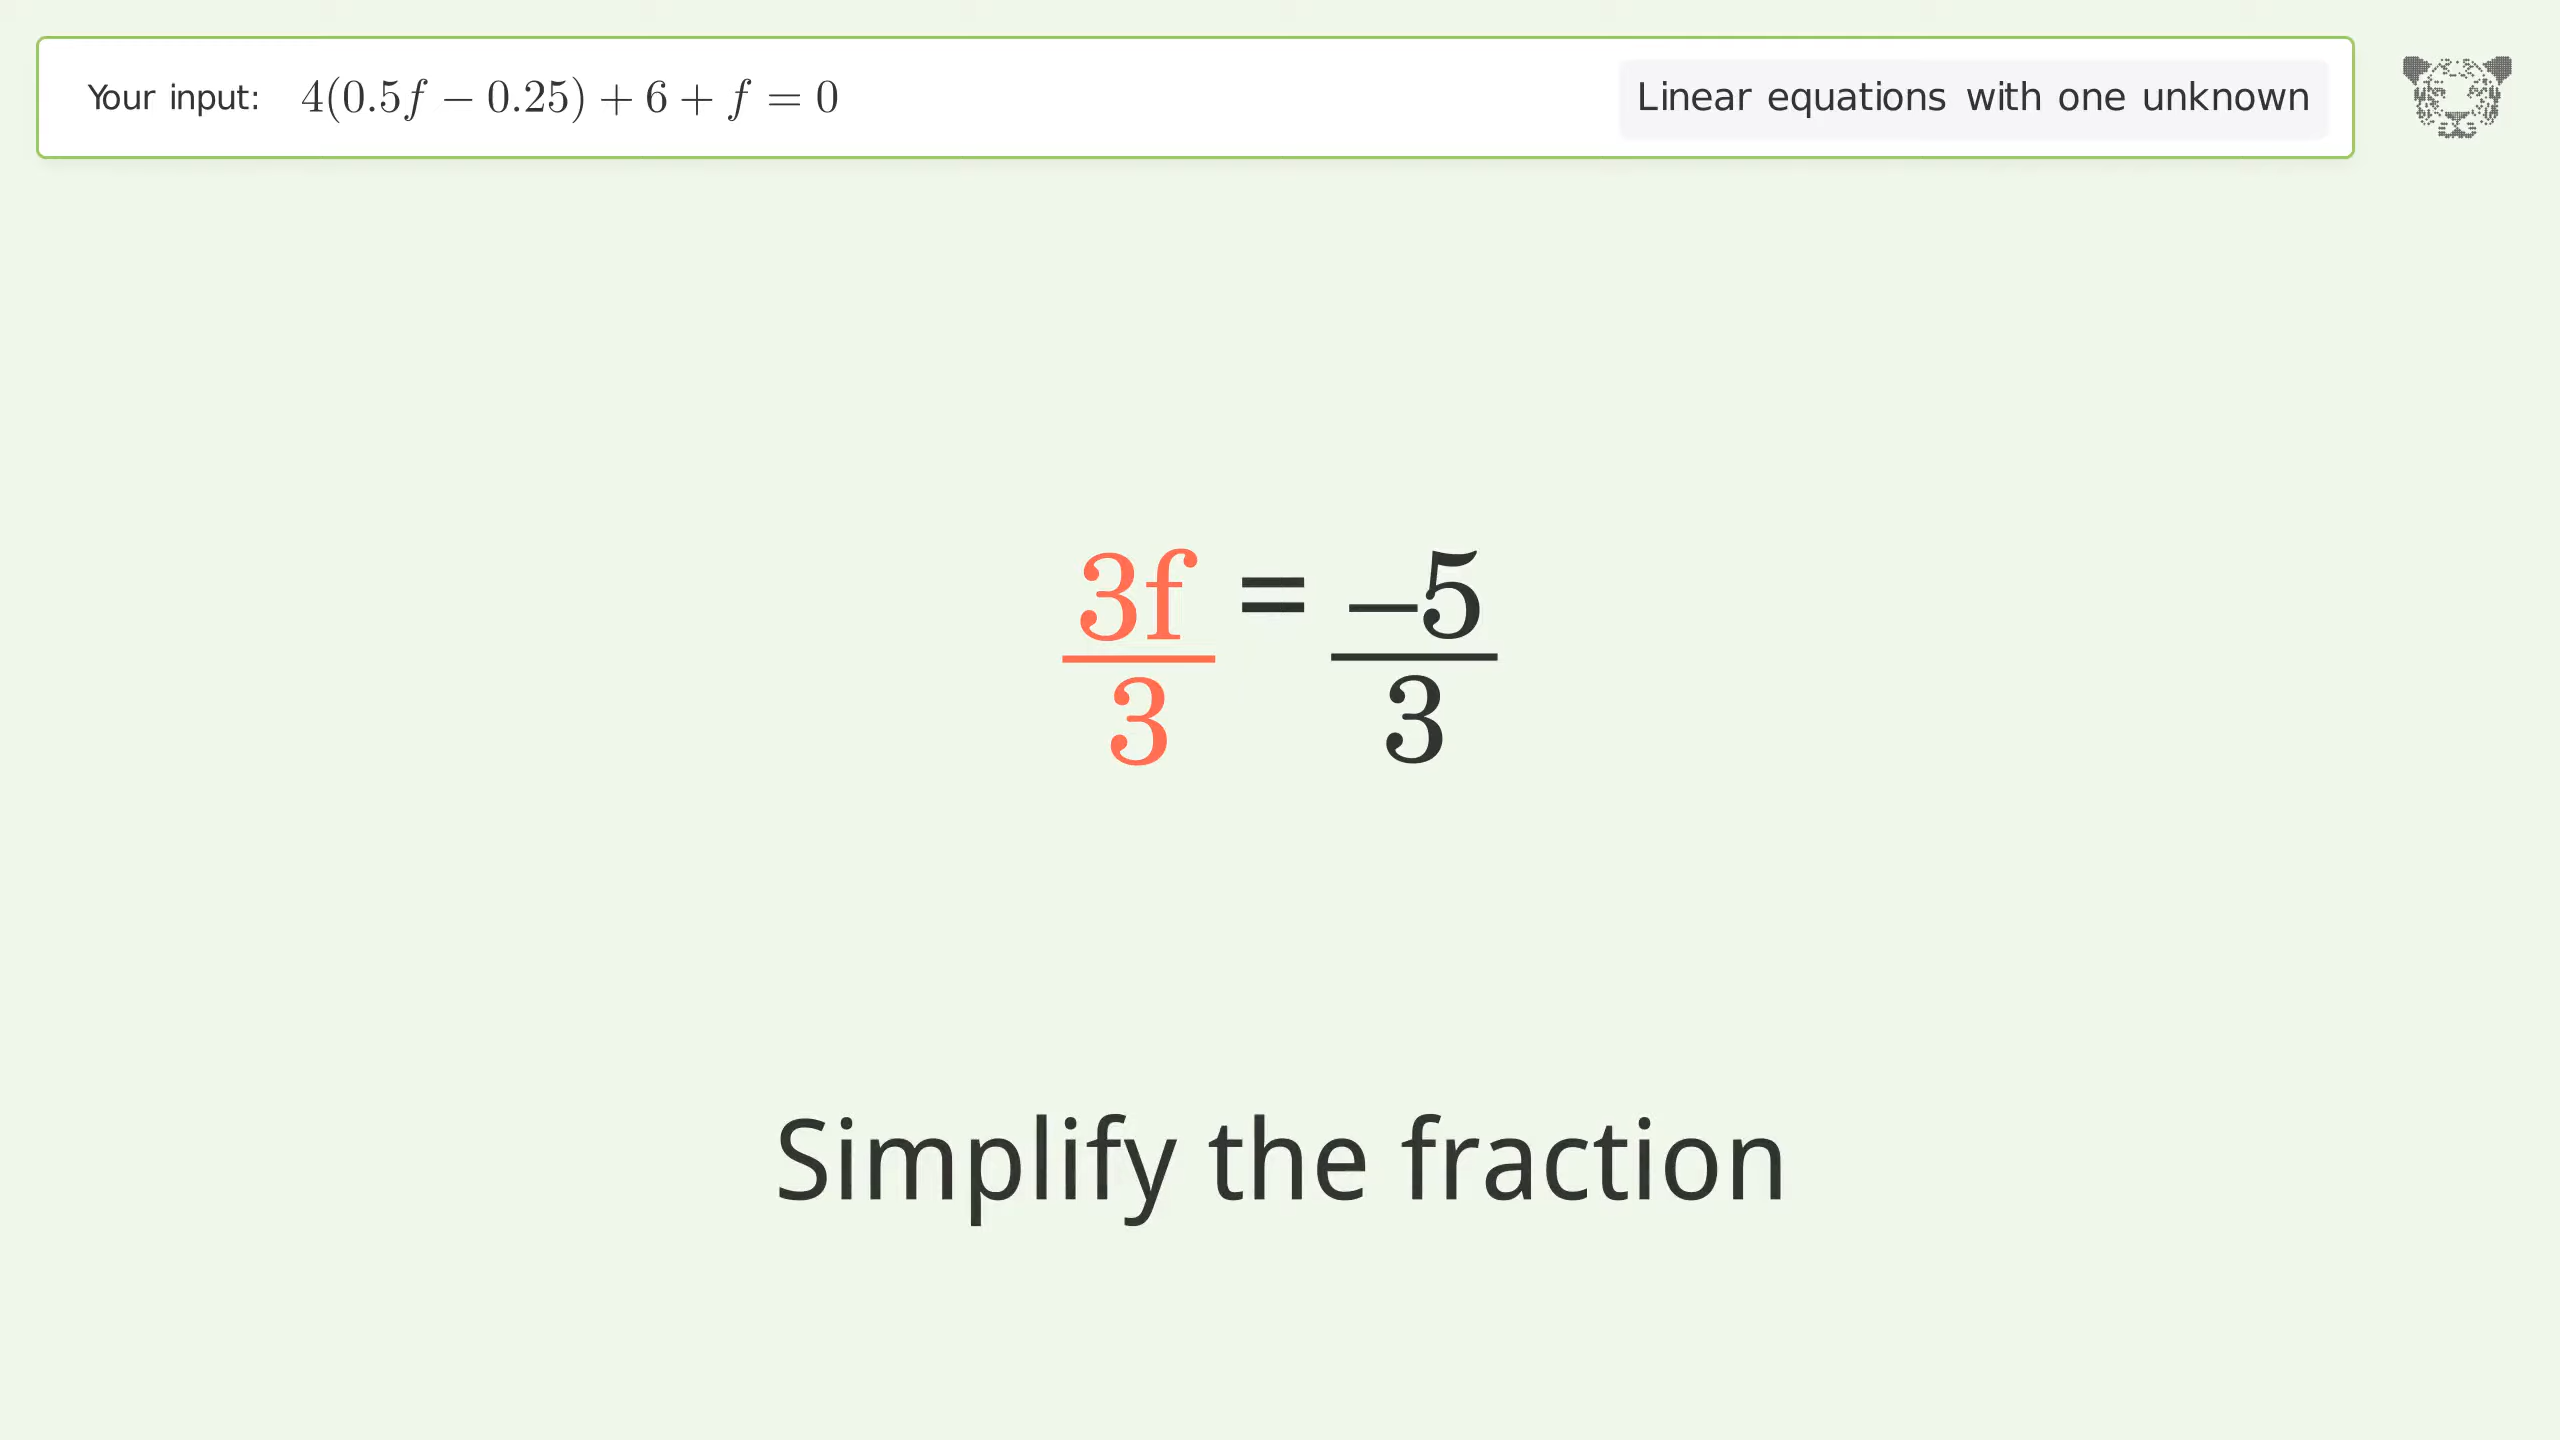 Your input: 4(0.5f − 0.25) + 6 + f = 0
Linear equations with one unknown
3f/3 = −5/3
Simplify the fraction